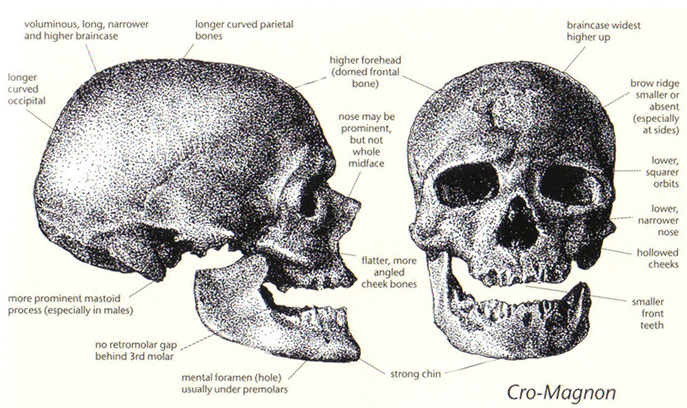 voluminous, long, narrower
and higher braincase
longer curved parietal
bones
braincase widest
higher up
longer
curved
occipital
higher forehead
(domed frontal
bone)
brow ridge
smaller or
absent
(especially
at sides)
nose may be
prominent,
but not
whole
midface
lower,
squarer
orbits
lower,
narrower
nose
hollowed
cheeks
flatter, more
angled
cheek bones
more prominent mastoid
process (especially in males)
smaller
front
teeth
no retromolar gap
behind 3rd molar
mental foramen (hole)
usually under premolars
strong chin
Cro-Magnon